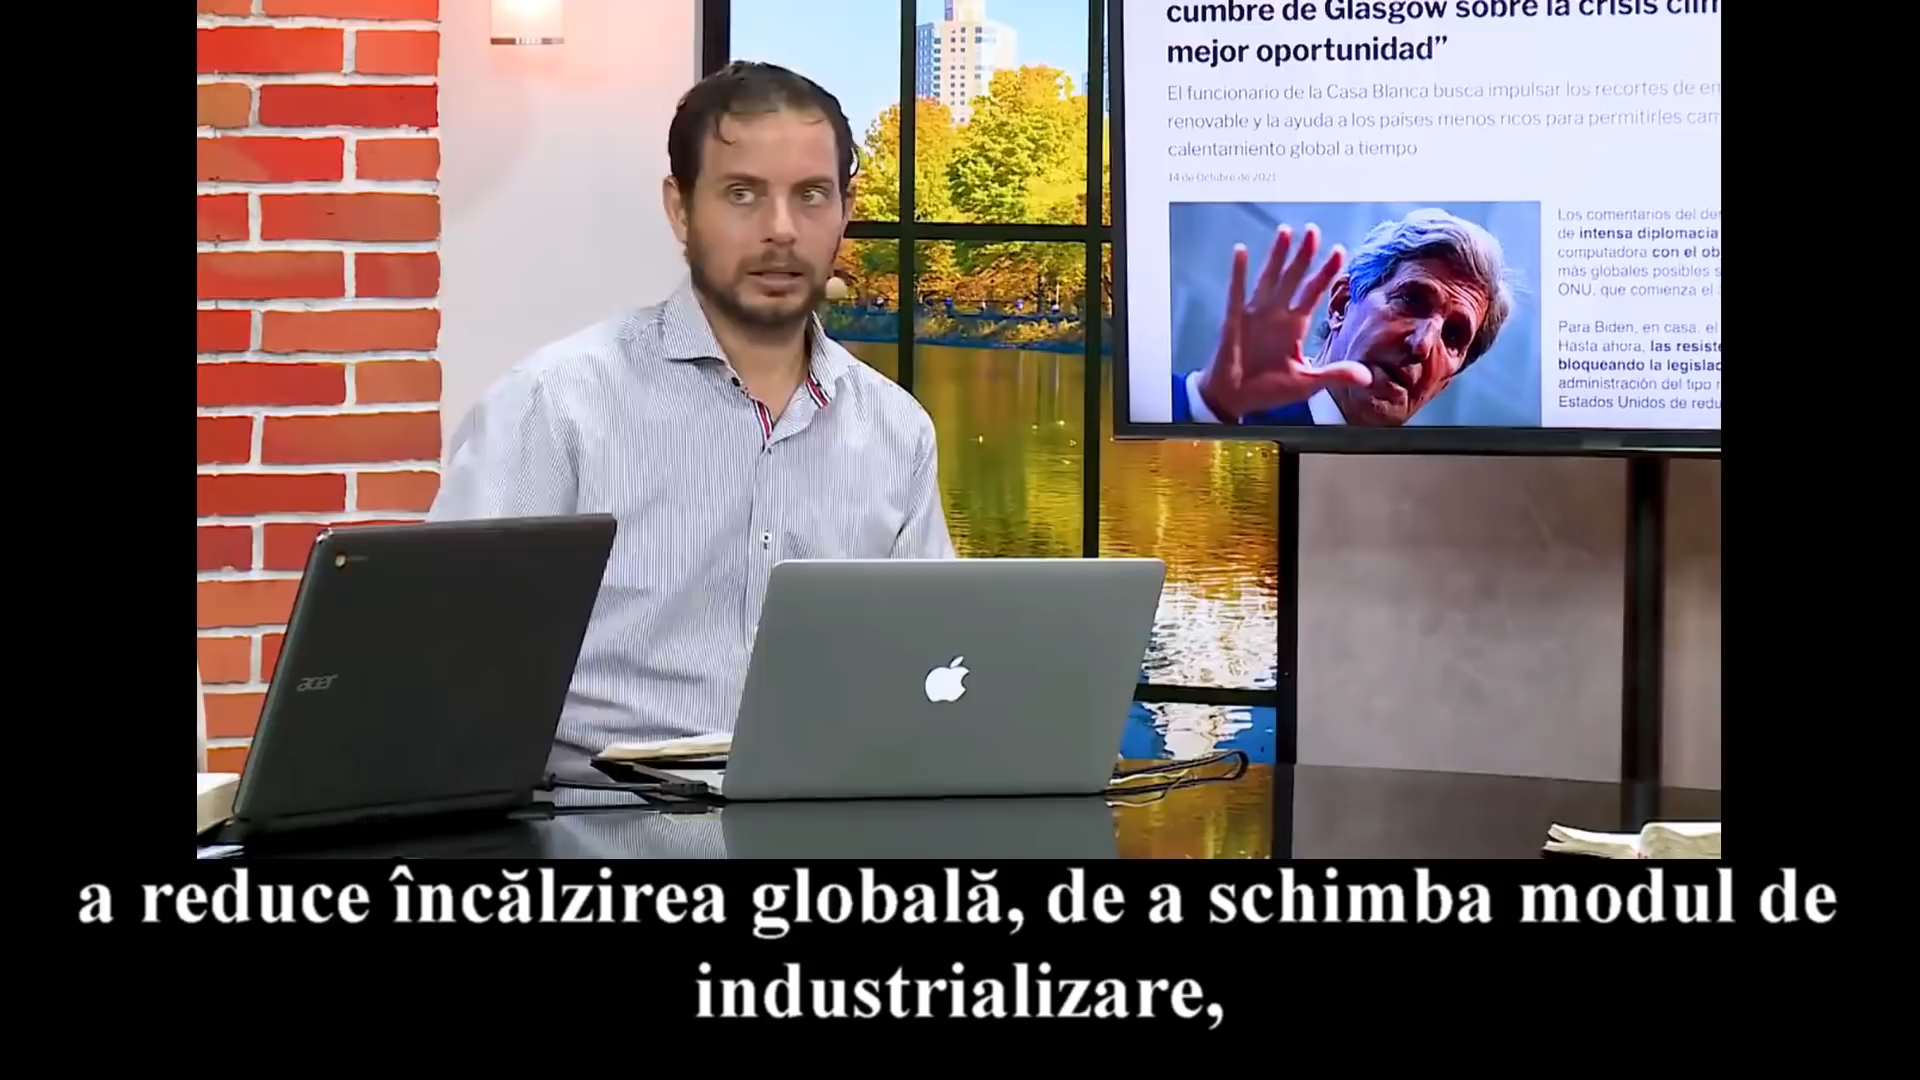 cumbre de Glasgow sobre la crisis
mejor oportunidad”
El funcionario de la Casa Blanca busca impulsar los recortes de
renovable y la ayuda a los países menos ricos para permitirles
calentamiento global a tiempo
14 de Octubre de 2021
Los comentarios del
de intensa diplomacia
computadora con el
más globales posibles
ONU, que comienza el
Para Biden, en casa, el
Hasta ahora, las
bloqueando la
administración del tipo
Estados Unidos de
acer
a reduce încălzirea globală, de a schimba modul de
industrializare,